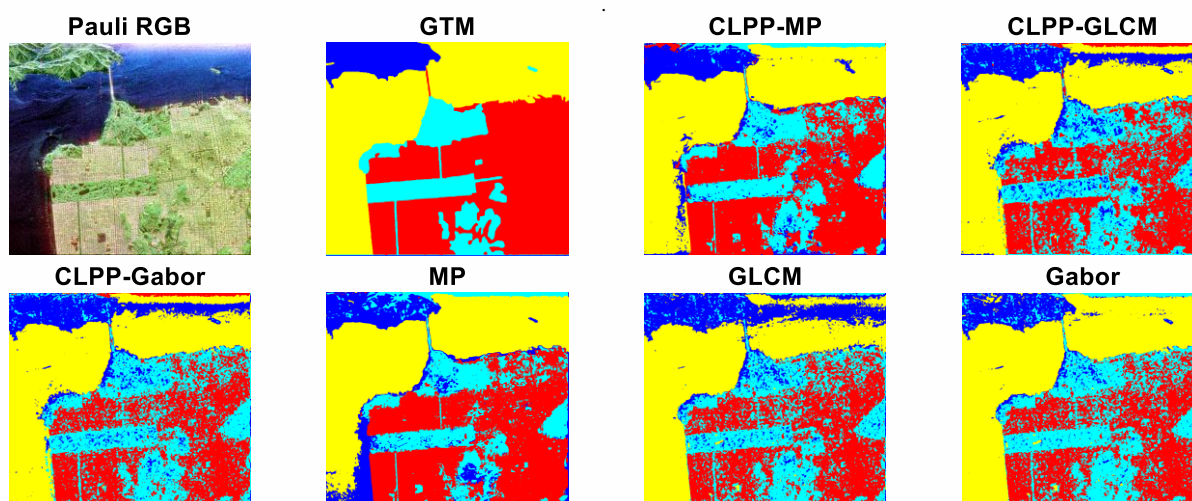 Pauli RGB GTM CLPP-MP CLPP-GLCM
CLPP-Gabor MP GLCM Gabor